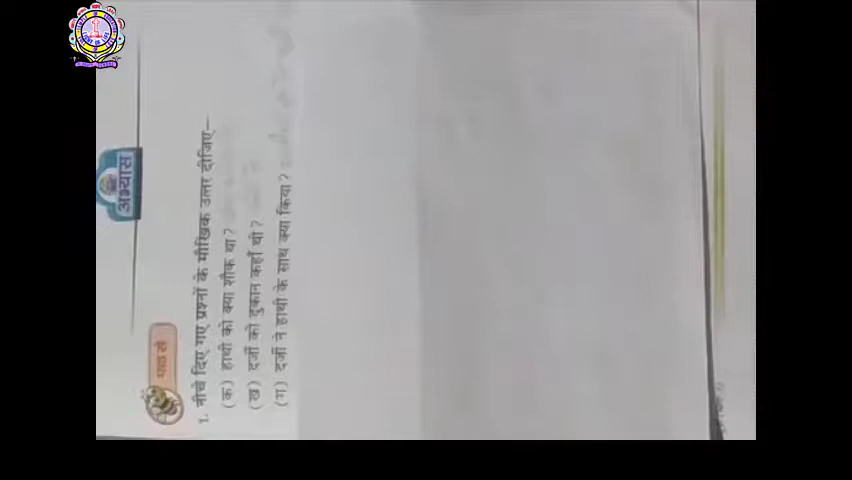 अभ्यास
पाठ से
1. नीचे दिए गए प्रश्नों के मौखिक उत्तर दीजिए—
(क) हाथी को क्या शौक था?
(ख) दर्जी की दुकान कहाँ थी?
(ग) दर्जी ने हाथी के साथ क्या किया?